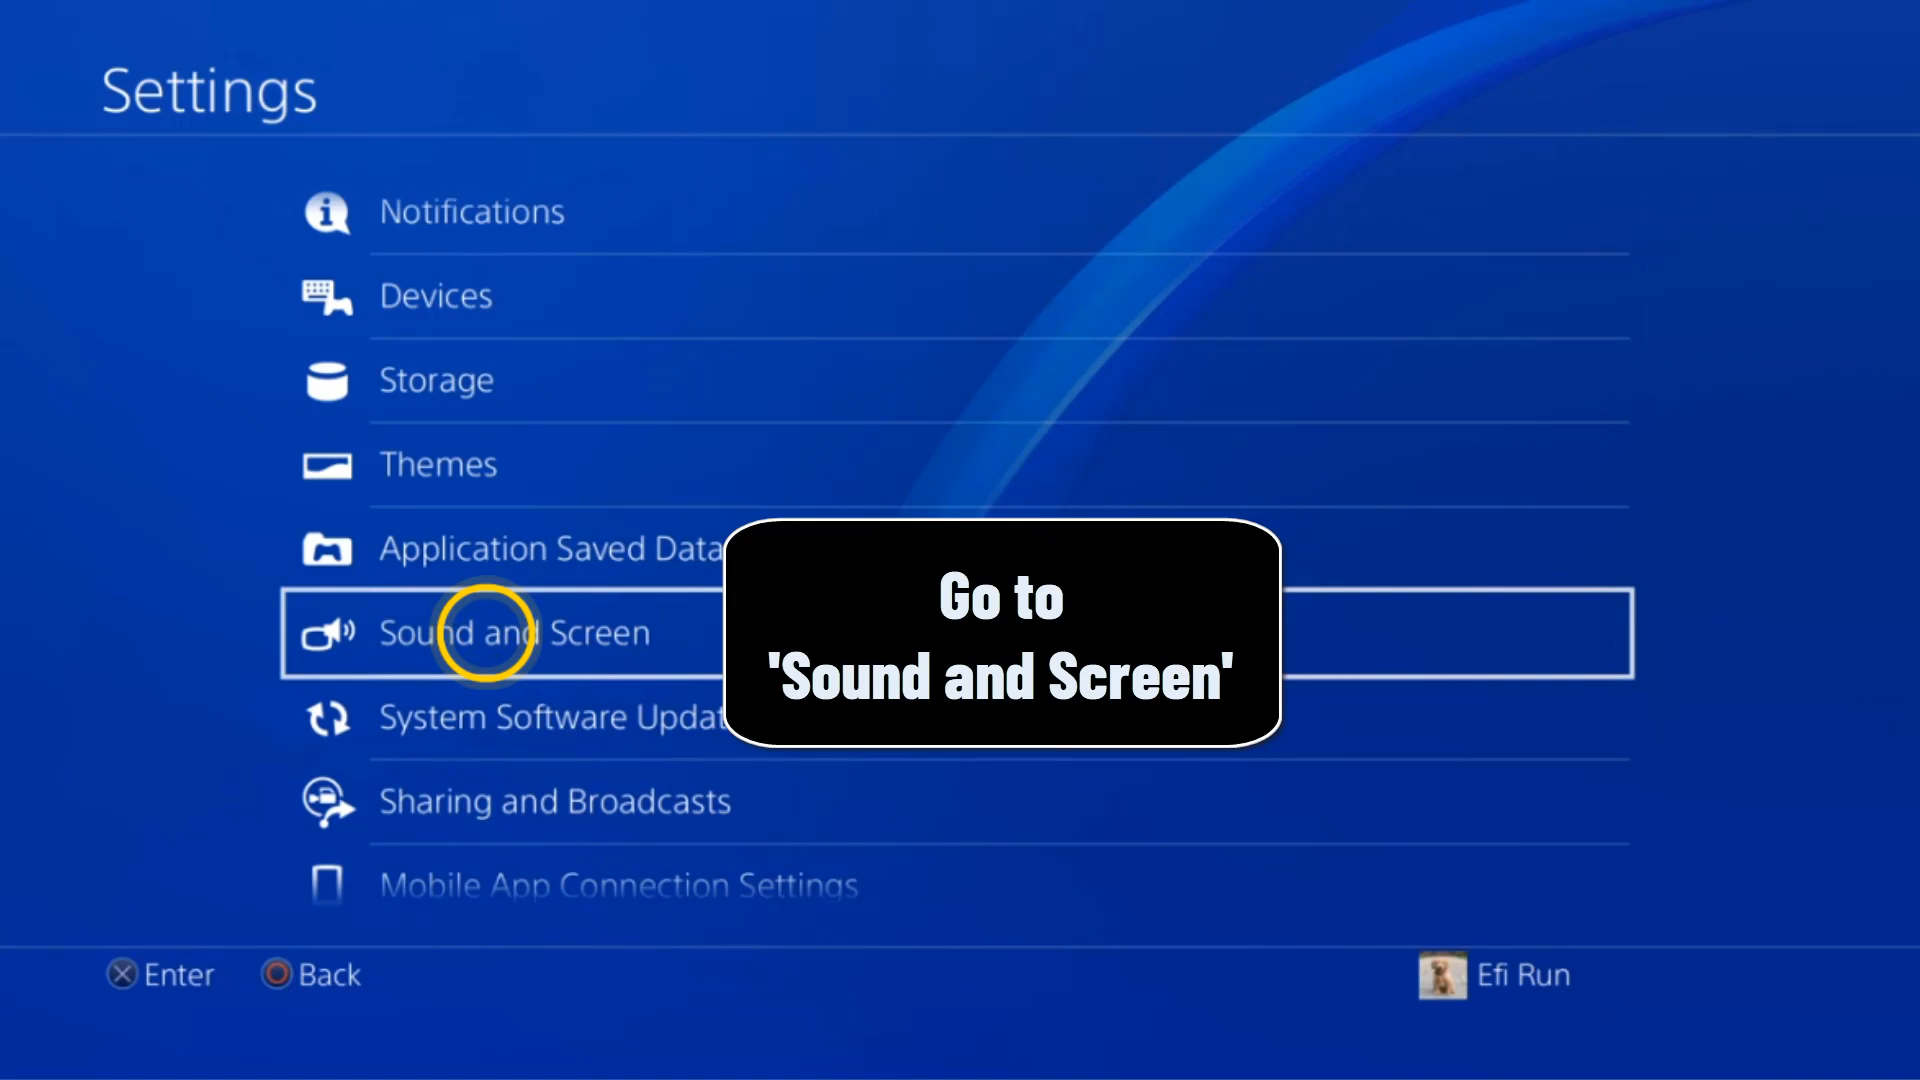 Settings
Notifications
Devices
Storage
Themes
Application Saved Data
Sound and Screen
Go to
'Sound and Screen'
System Software Updat
Sharing and Broadcasts
Mobile App Connection Settings
Enter
Back
Efi Run